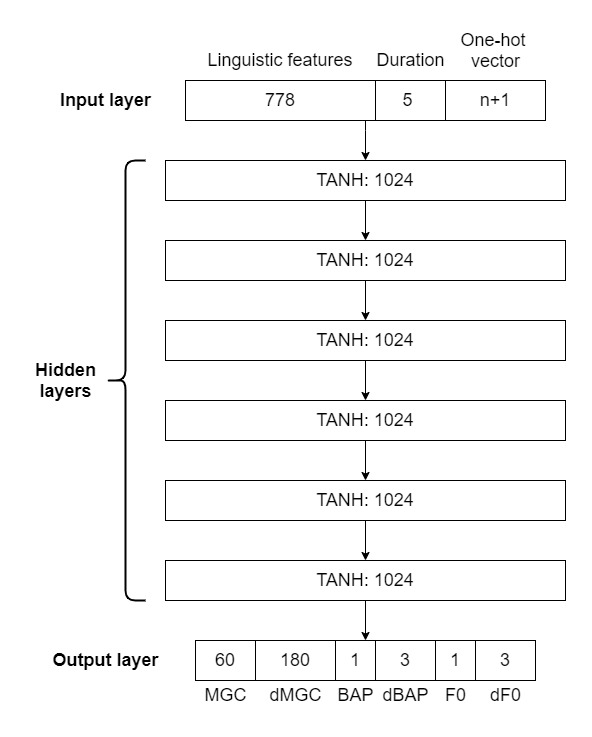 One-hot
Linguistic features Duration vector
Input layer 778 5 n+1
TANH: 1024
TANH: 1024
TANH: 1024
Hidden
layers
TANH: 1024
TANH: 1024
TANH: 1024
Output layer 60 180 1 3 1 3
MGC dMGC BAP dBAP F0 dF0